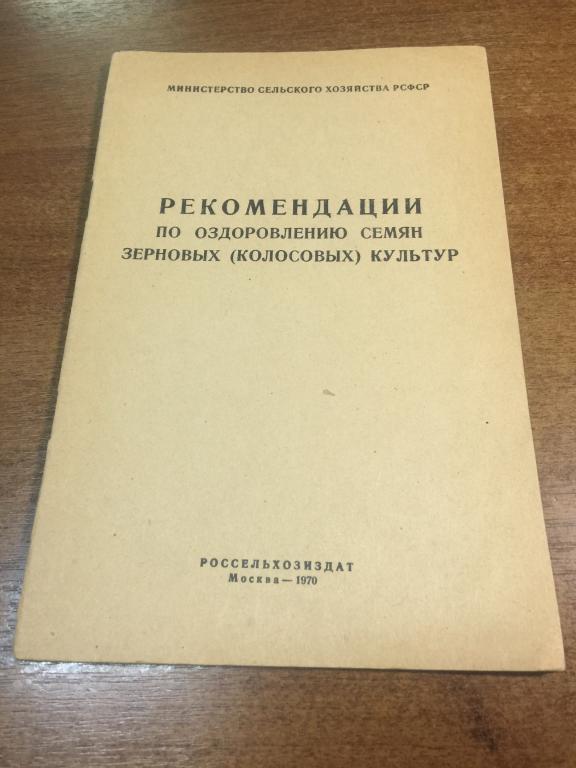 МИНИСТЕРСТВО СЕЛЬСКОГО ХОЗЯЙСТВА РСФСР
РЕКОМЕНДАЦИИ
ПО ОЗДОРОВЛЕНИЮ СЕМЯН
ЗЕРНОВЫХ (КОЛОСОВЫХ) КУЛЬТУР
РОССЕЛЬХОЗИЗДАТ
Москва — 1970